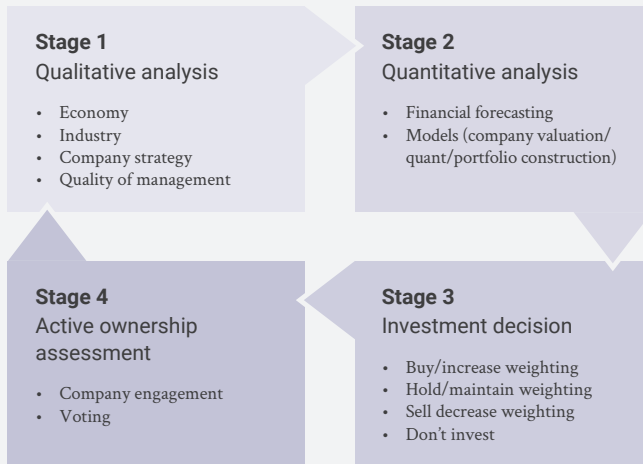 Stage 1
Qualitative analysis
• Economy
• Industry
• Company strategy
• Quality of management
Stage 2
Quantitative analysis
• Financial forecasting
• Models (company valuation/
quant/portfolio construction)
Stage 3
Investment decision
• Buy/increase weighting
• Hold/maintain weighting
• Sell decrease weighting
• Don’t invest
Stage 4
Active ownership
assessment
• Company engagement
• Voting